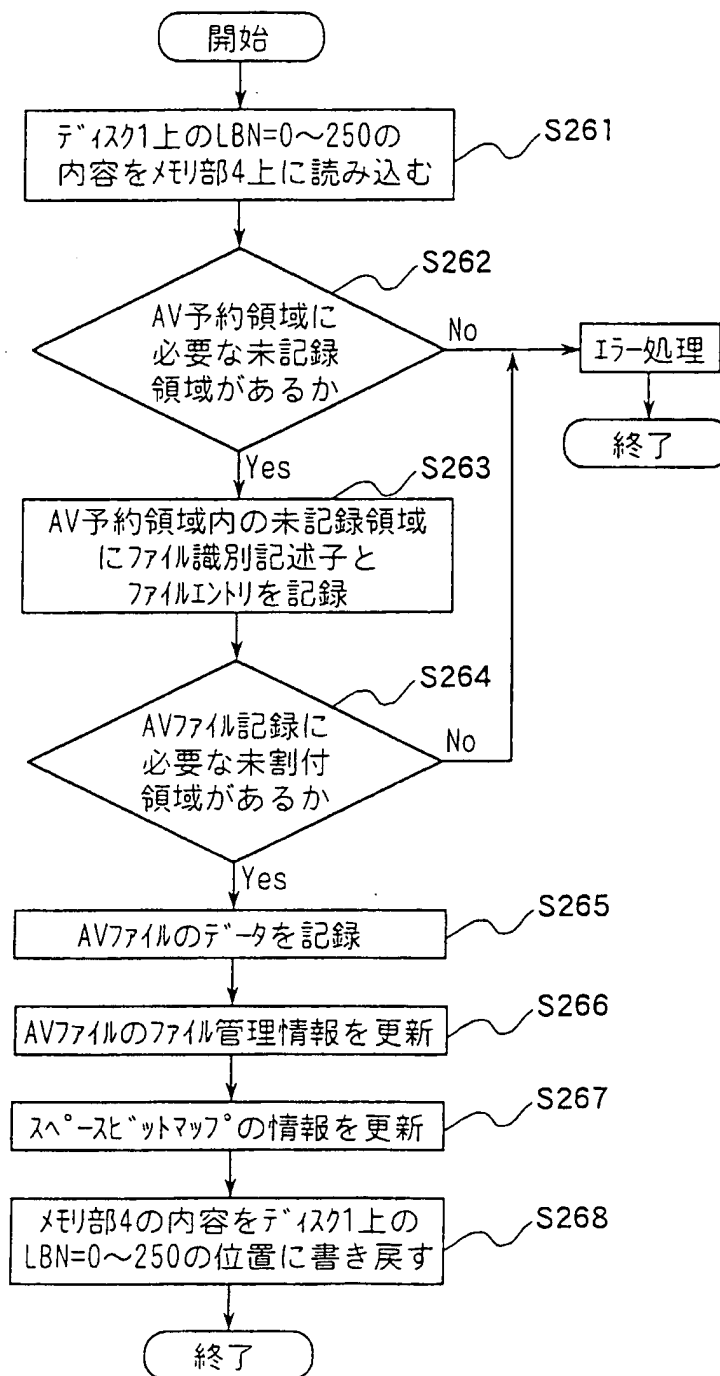 開始
ディスク1上のLBN=0〜250の
内容をメモリ部4上に読み込む
S261
S262
AV予約領域に
必要な未記録
領域があるか
No
エラー処理
終了
Yes
S263
AV予約領域内の未記録領域
にファイル識別記述子と
ファイルエントリを記録
S264
AVファイル記録に
必要な未割付
領域があるか
No
Yes
S265
AVファイルのデータを記録
S266
AVファイルのファイル管理情報を更新
S267
スペースビットマップの情報を更新
S268
メモリ部4の内容をディスク1上の
LBN=0〜250の位置に書き戻す
終了